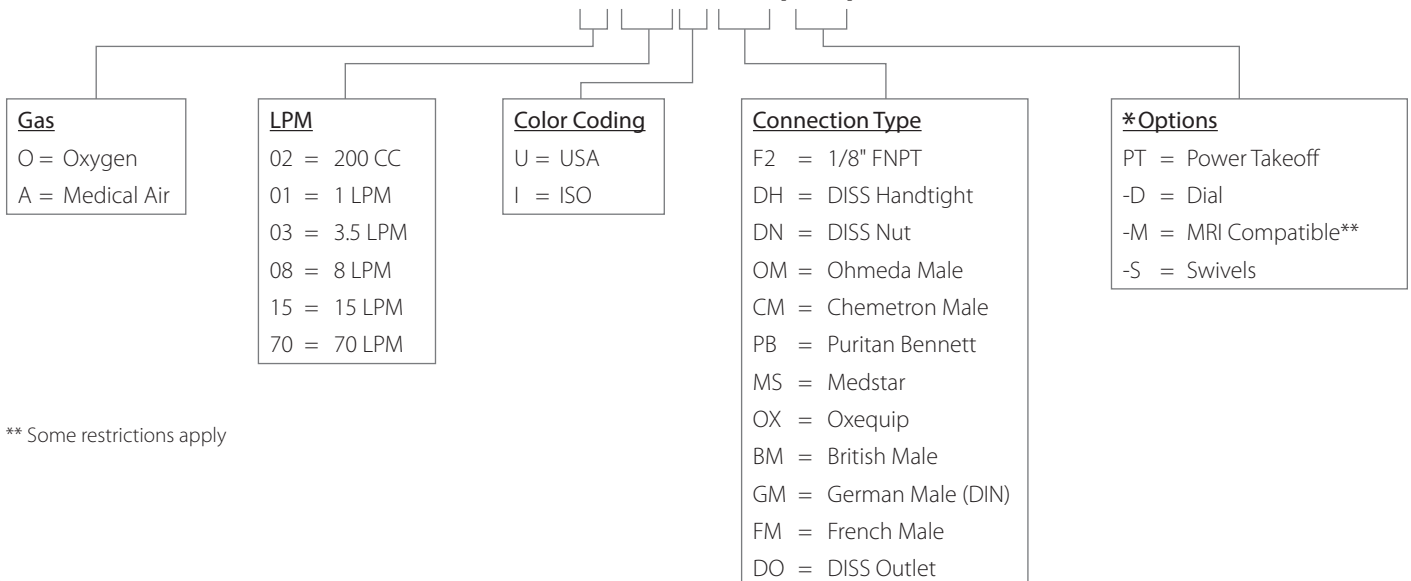 Gas
O = Oxygen
A = Medical Air
LPM
02 = 200 CC
01 = 1 LPM
03 = 3.5 LPM
08 = 8 LPM
15 = 15 LPM
70 = 70 LPM
Color Coding
U = USA
I = ISO
Connection Type
F2 = 1/8" FNPT
DH = DISS Handtight
DN = DISS Nut
OM = Ohmeda Male
CM = Chemetron Male
PB = Puritan Bennett
MS = Medstar
OX = Oxequip
BM = British Male
GM = German Male (DIN)
FM = French Male
DO = DISS Outlet
*Options
PT = Power Takeoff
-D = Dial
-M = MRI Compatible**
-S = Swivels
** Some restrictions apply